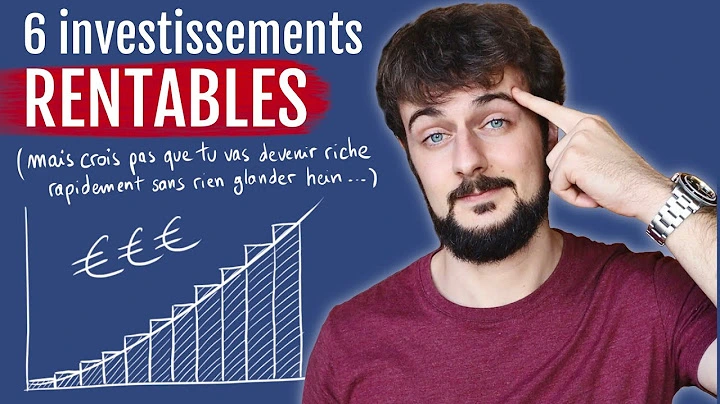 6 investissements
RENTABLES
(mais crois pas que tu vas devenir riche
rapidement sans rien glander hein...)
€€€